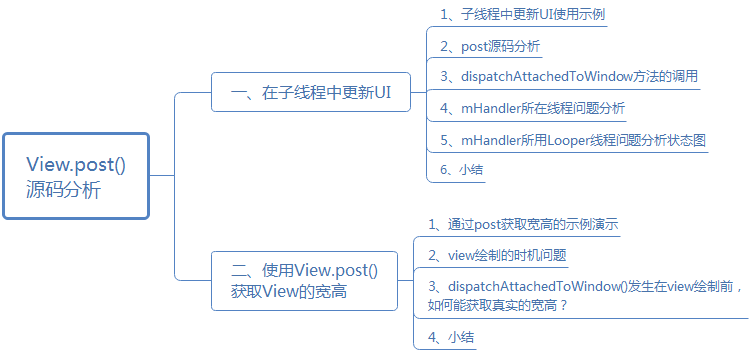 View.post()
源码分析
一、在子线程中更新UI
1、子线程中更新UI使用示例
2、post源码分析
3、dispatchAttachedToWindow方法的调用
4、mHandler所在线程问题分析
5、mHandler所用Looper线程问题分析状态图
6、小结
二、使用View.post()
获取View的宽高
1、通过post获取宽高的示例演示
2、view绘制的时机问题
3、dispatchAttachedToWindow()发生在view绘制前，
如何能获取真实的宽高？
4、小结